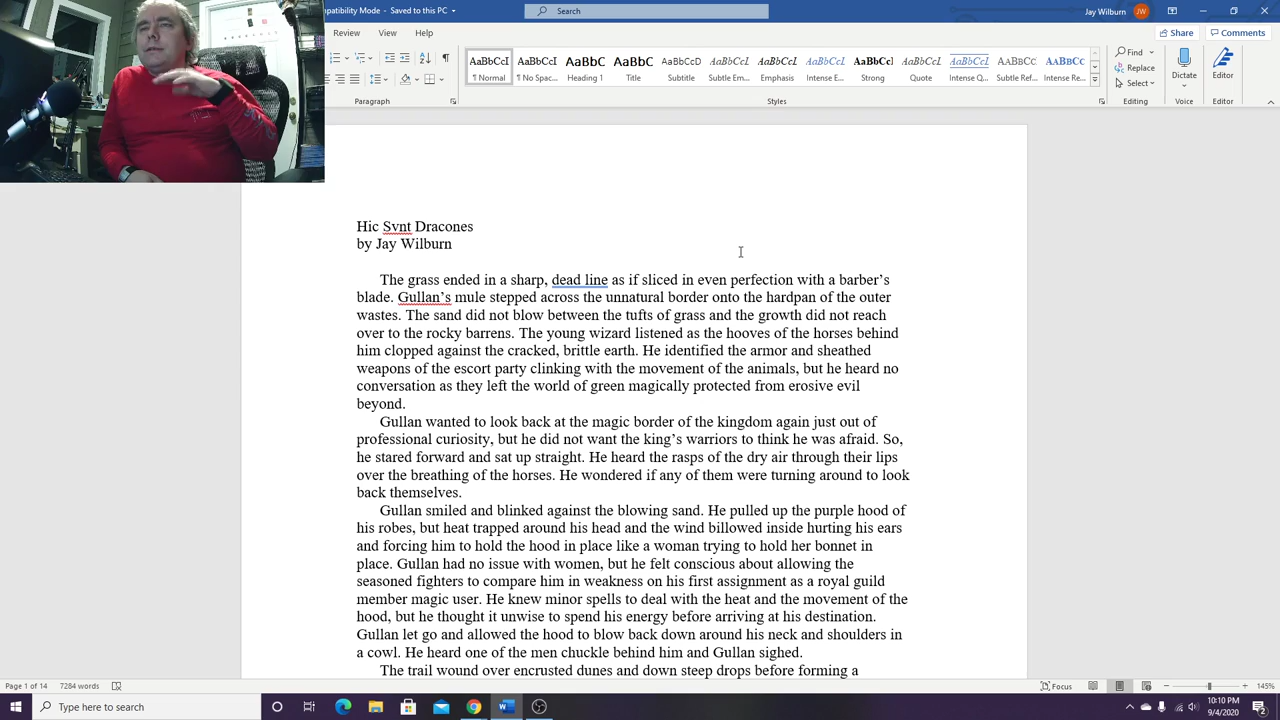 patibility Mode - Saved to this PC
Search
Jay Wilburn
JW
Review View Help
Share
Comments
AaBbCcI AaBbCcI AaBbC AaBbC AaBbCcD AaBbCcI AaBbCcI AaBbCcI AaBbCcI AaBbCcI AaBbCcI AABBCC AABBCC
¶ Normal ¶ No Spac... Heading 1 Title Subtitle Subtle Em... Emphasis Intense E... Strong Quote Intense Q... Subtle Ref... Intense Re...
Find
Replace
Select
Dictate
Editor
Paragraph Styles Editing Voice Editor
Hic Svnt Dracones
by Jay Wilburn
The grass ended in a sharp, dead line as if sliced in even perfection with a barber’s
blade. Gullan’s mule stepped across the unnatural border onto the hardpan of the outer
wastes. The sand did not blow between the tufts of grass and the growth did not reach
over to the rocky barrens. The young wizard listened as the hooves of the horses behind
him clopped against the cracked, brittle earth. He identified the armor and sheathed
weapons of the escort party clinking with the movement of the animals, but he heard no
conversation as they left the world of green magically protected from erosive evil
beyond.
Gullan wanted to look back at the magic border of the kingdom again just out of
professional curiosity, but he did not want the king’s warriors to think he was afraid. So,
he stared forward and sat up straight. He heard the rasps of the dry air through their lips
over the breathing of the horses. He wondered if any of them were turning around to look
back themselves.
Gullan smiled and blinked against the blowing sand. He pulled up the purple hood of
his robes, but heat trapped around his head and the wind billowed inside hurting his ears
and forcing him to hold the hood in place like a woman trying to hold her bonnet in
place. Gullan had no issue with women, but he felt conscious about allowing the
seasoned fighters to compare him in weakness on his first assignment as a royal guild
member magic user. He knew minor spells to deal with the heat and the movement of the
hood, but he thought it unwise to spend his energy before arriving at his destination.
Gullan let go and allowed the hood to blow back down around his neck and shoulders in
a cowl. He heard one of the men chuckle behind him and Gullan sighed.
The trail wound over encrusted dunes and down steep drops before forming a
Page 1 of 14 7284 words
Focus
145%
Type here to search
10:10 PM
9/4/2020
2